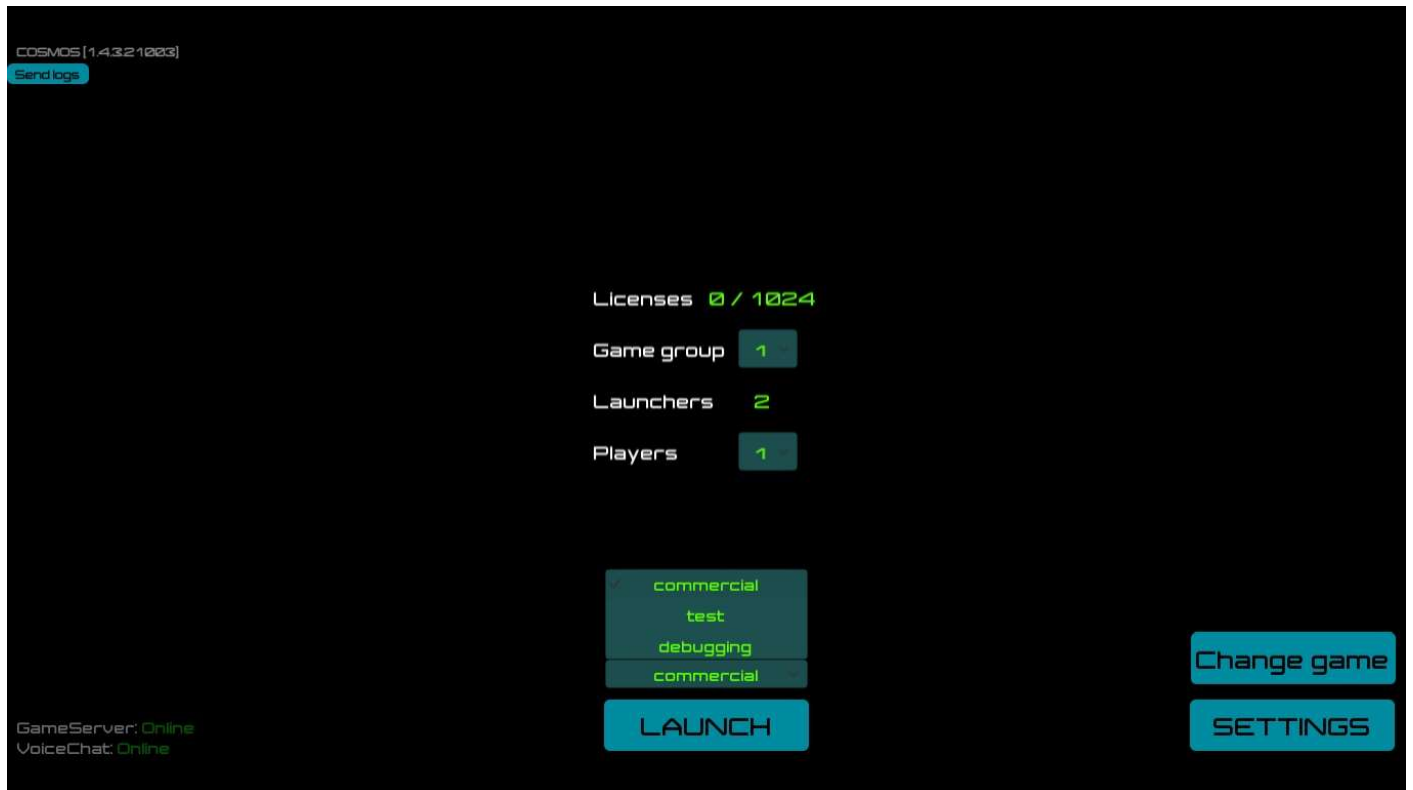 COSMOS [1.4.3.21003]
Send logs
Licenses 0 / 1024
Game group 1
Launchers 2
Players 1
commercial
test
debugging
commercial
LAUNCH
Change game
SETTINGS
GameServer: Online
VoiceChat: Online